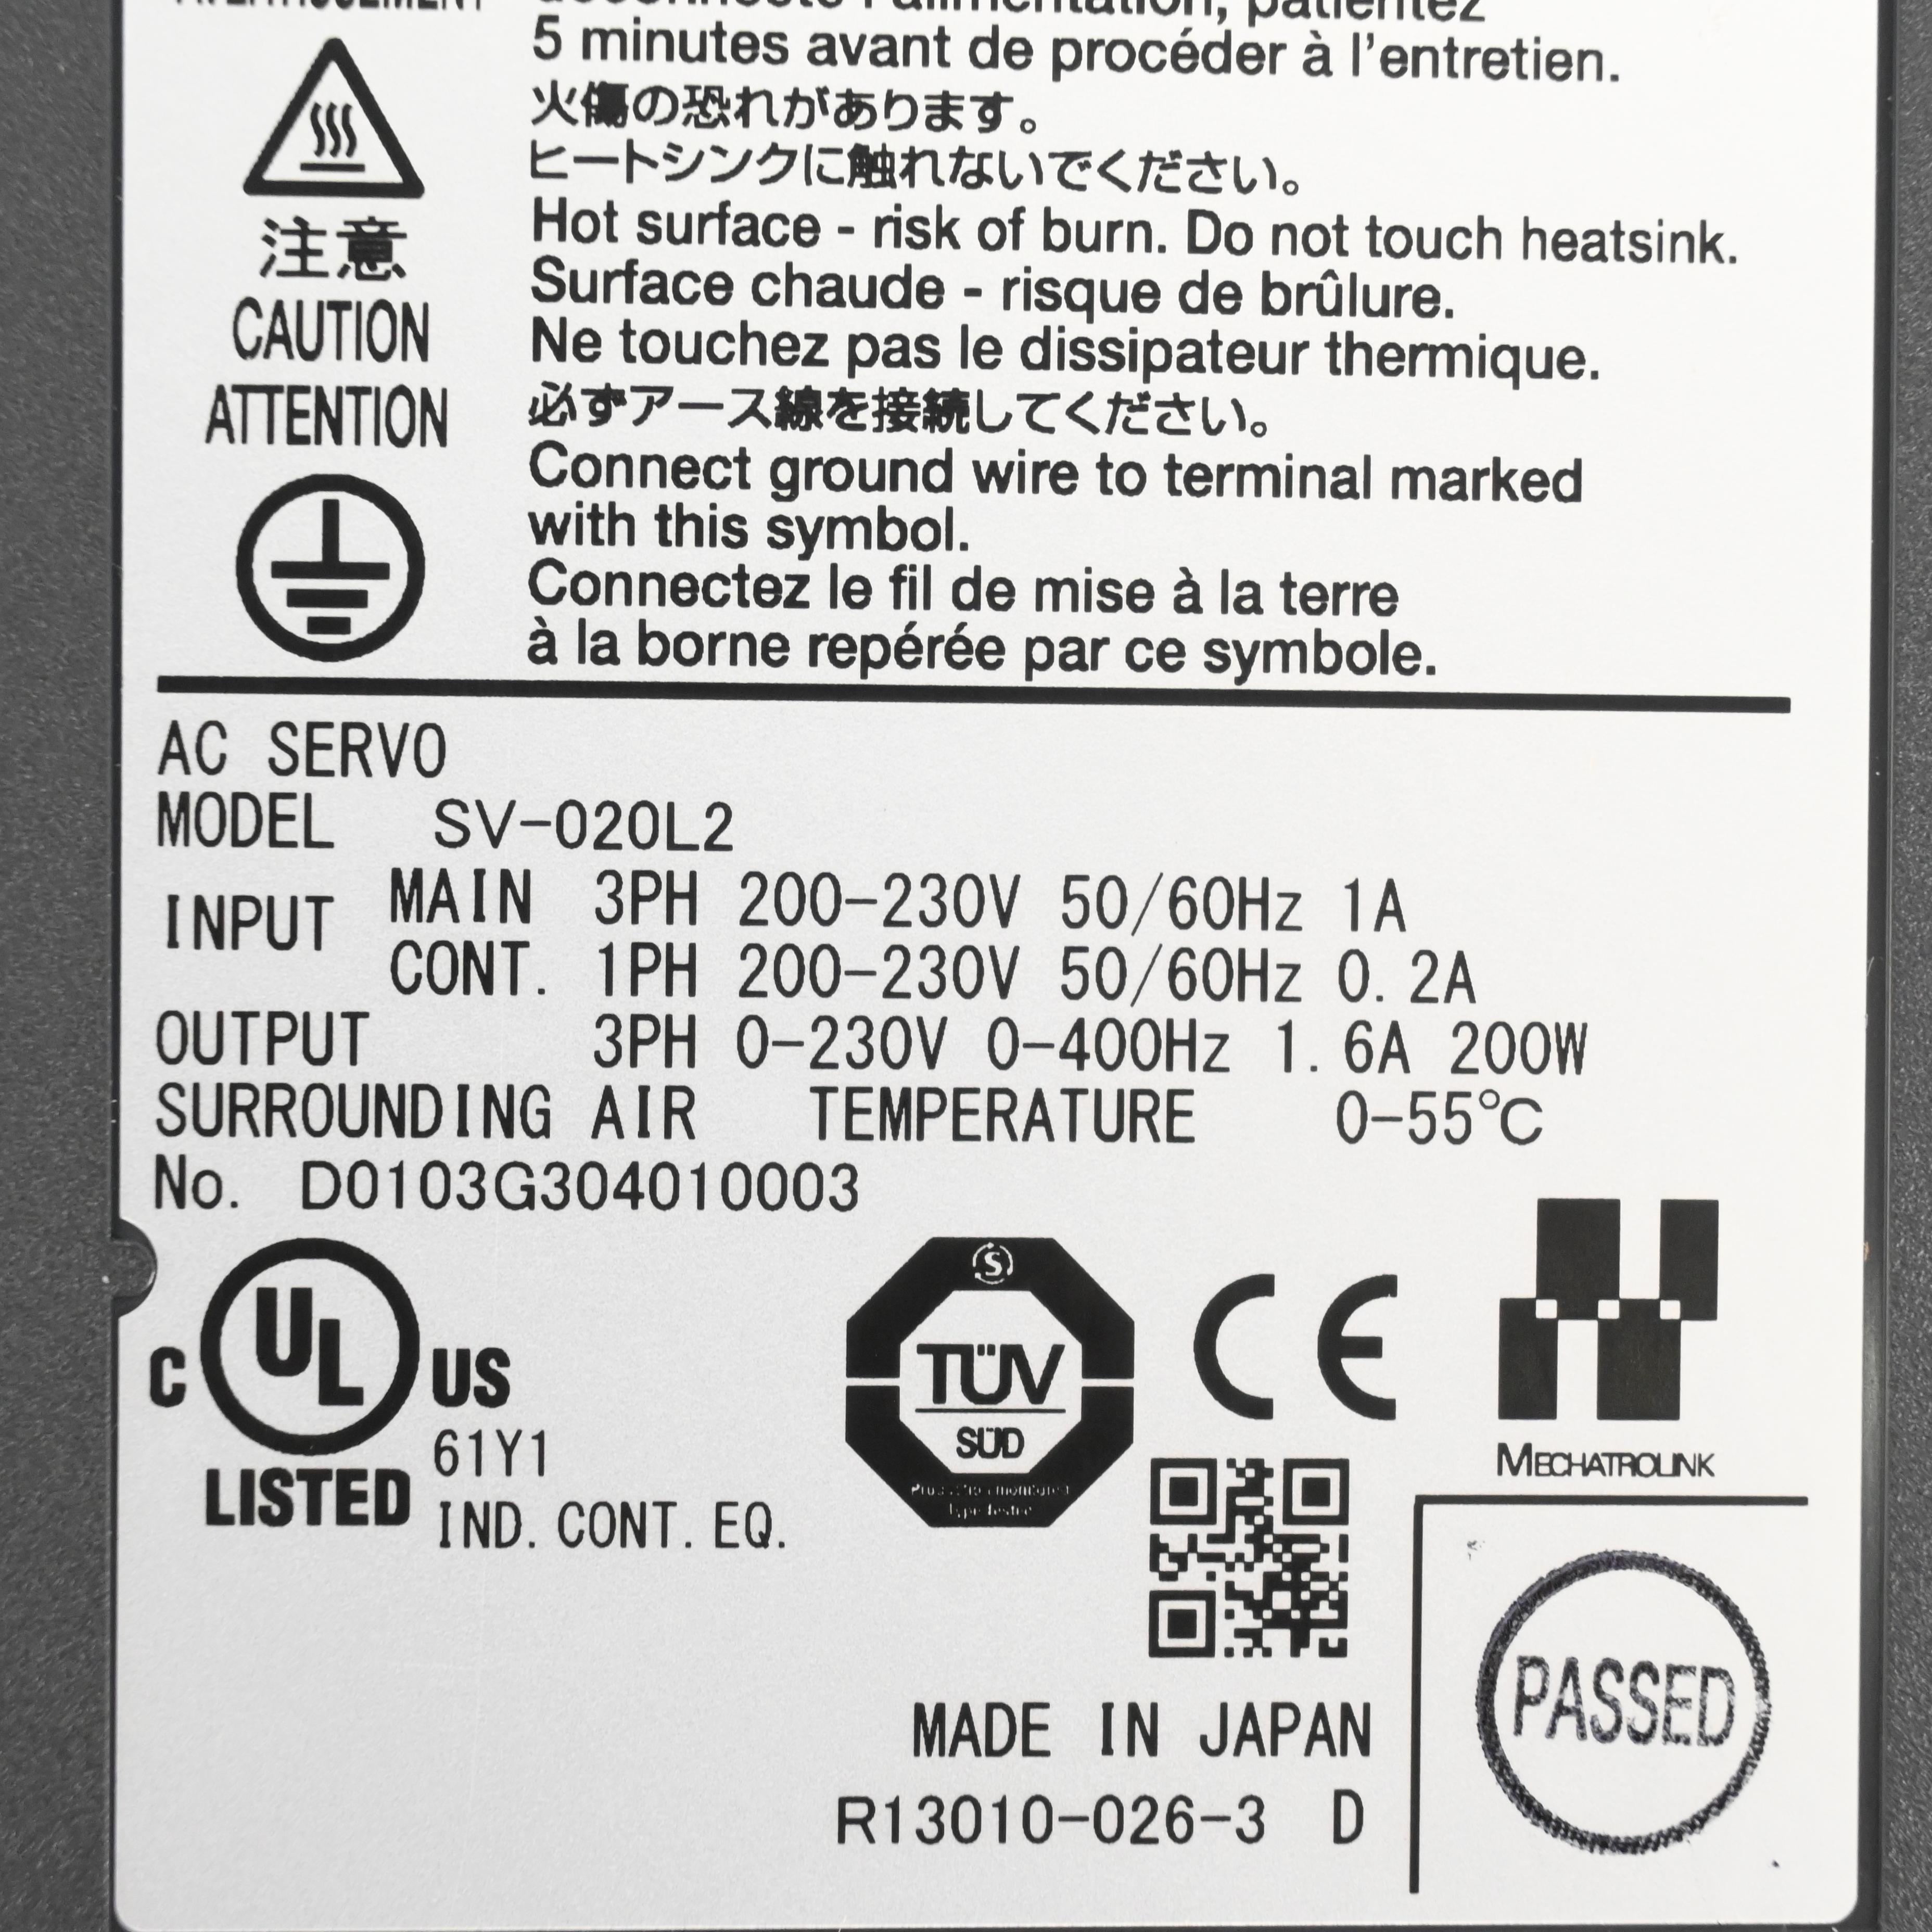 déconnecté l'alimentation, patientez
5 minutes avant de procéder à l'entretien.
火傷の恐れがあります。
ヒートシンクに触れないでください。
注意
CAUTION
ATTENTION
Hot surface - risk of burn. Do not touch heatsink.
Surface chaude - risque de brûlure.
Ne touchez pas le dissipateur thermique.
必ずアース線を接続してください。
Connect ground wire to terminal marked
with this symbol.
Connectez le fil de mise à la terre
à la borne repérée par ce symbole.
AC SERVO
MODEL SV-020L2
INPUT MAIN 3PH 200-230V 50/60Hz 1A
CONT. 1PH 200-230V 50/60Hz 0.2A
OUTPUT 3PH 0-230V 0-400Hz 1.6A 200W
SURROUNDING AIR TEMPERATURE 0-55℃
No. D0103G304010003
C UL US
LISTED
61Y1
IND. CONT. EQ.
S
TÜV
SÜD
CE
MECHATROLINK
PASSED
MADE IN JAPAN
R13010-026-3 D